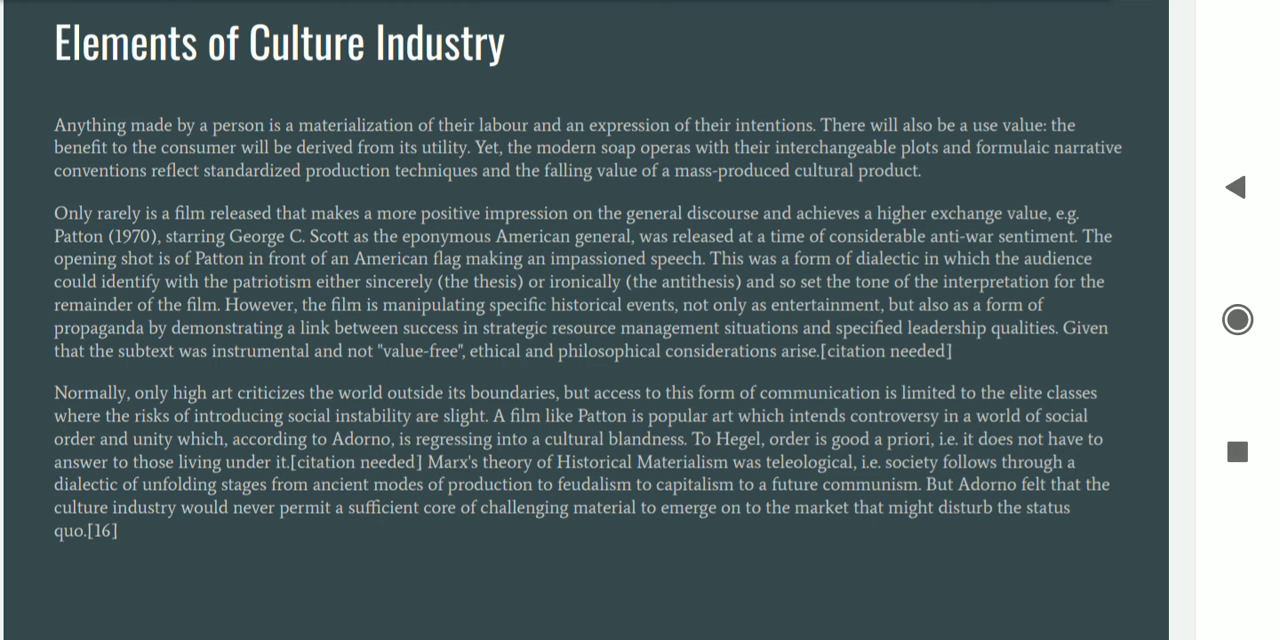 Elements of Culture Industry
Anything made by a person is a materialization of their labour and an expression of their intentions. There will also be a use value: the
benefit to the consumer will be derived from its utility. Yet, the modern soap operas with their interchangeable plots and formulaic narrative
conventions reflect standardized production techniques and the falling value of a mass-produced cultural product.
Only rarely is a film released that makes a more positive impression on the general discourse and achieves a higher exchange value, e.g.
Patton (1970), starring George C. Scott as the eponymous American general, was released at a time of considerable anti-war sentiment. The
opening shot is of Patton in front of an American flag making an impassioned speech. This was a form of dialectic in which the audience
could identify with the patriotism either sincerely (the thesis) or ironically (the antithesis) and so set the tone of the interpretation for the
remainder of the film. However, the film is manipulating specific historical events, not only as entertainment, but also as a form of
propaganda by demonstrating a link between success in strategic resource management situations and specified leadership qualities. Given
that the subtext was instrumental and not "value-free", ethical and philosophical considerations arise.[citation needed]
Normally, only high art criticizes the world outside its boundaries, but access to this form of communication is limited to the elite classes
where the risks of introducing social instability are slight. A film like Patton is popular art which intends controversy in a world of social
order and unity which, according to Adorno, is regressing into a cultural blandness. To Hegel, order is good a priori, i.e. it does not have to
answer to those living under it.[citation needed] Marx's theory of Historical Materialism was teleological, i.e. society follows through a
dialectic of unfolding stages from ancient modes of production to feudalism to capitalism to a future communism. But Adorno felt that the
culture industry would never permit a sufficient core of challenging material to emerge on to the market that might disturb the status
quo.[16]